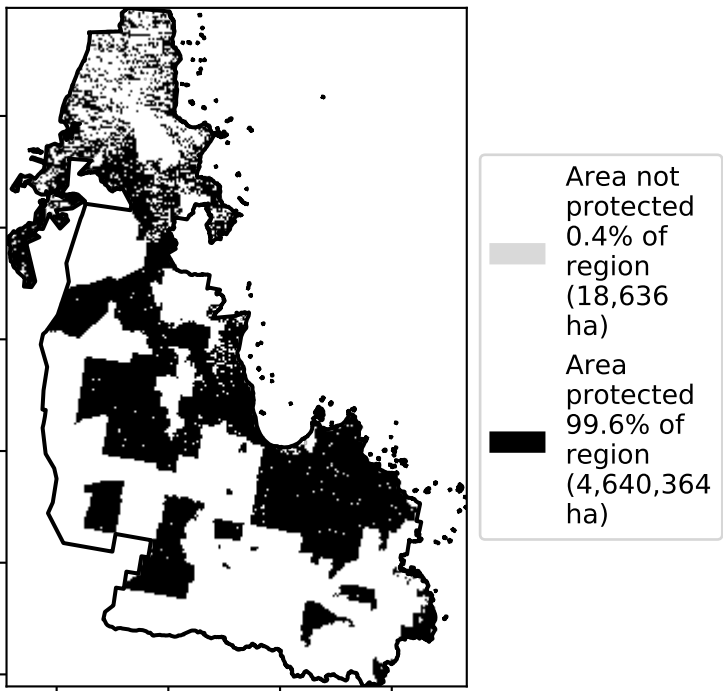 Area not
protected
0.4% of
region
(18,636
ha)
Area
protected
99.6% of
region
(4,640,364
ha)